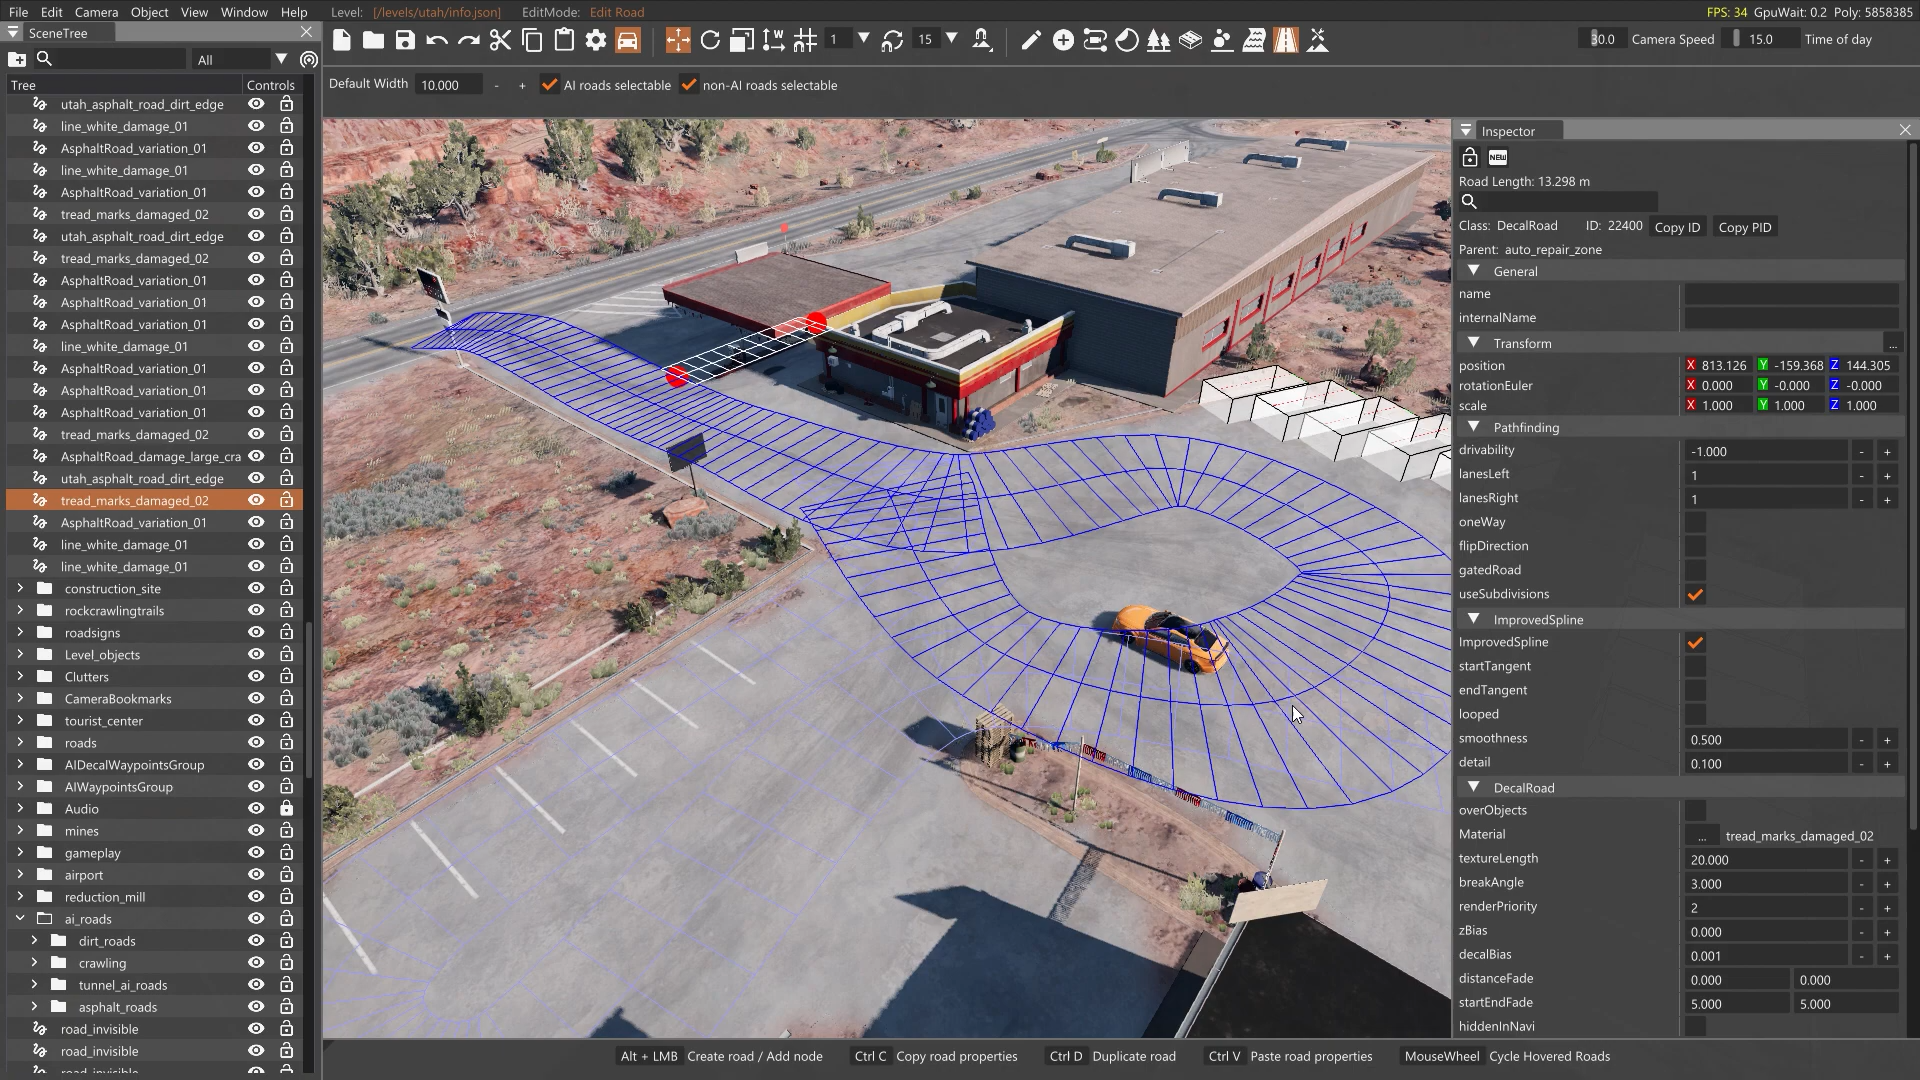 File Edit Camera Object View Window Help Level: [/levels/utah/info.json] EditMode: Edit Road FPS: 34 GpuWait: 0.2 Poly: 5858385
SceneTree
All
1
15
30.0 Camera Speed 15.0 Time of day
Tree Controls
Default Width 10.000 - + AI roads selectable non-AI roads selectable
utah_asphalt_road_dirt_edge
line_white_damage_01
AsphaltRoad_variation_01
line_white_damage_01
AsphaltRoad_variation_01
tread_marks_damaged_02
utah_asphalt_road_dirt_edge
tread_marks_damaged_02
AsphaltRoad_variation_01
AsphaltRoad_variation_01
AsphaltRoad_variation_01
line_white_damage_01
AsphaltRoad_variation_01
AsphaltRoad_variation_01
AsphaltRoad_variation_01
tread_marks_damaged_02
AsphaltRoad_damage_large_cra
utah_asphalt_road_dirt_edge
tread_marks_damaged_02
AsphaltRoad_variation_01
line_white_damage_01
line_white_damage_01
construction_site
rockcrawlingtrails
roadsigns
Level_objects
Clutters
CameraBookmarks
tourist_center
roads
AIDecalWaypointsGroup
AIWaypointsGroup
Audio
mines
gameplay
airport
reduction_mill
ai_roads
dirt_roads
crawling
tunnel_ai_roads
asphalt_roads
road_invisible
road_invisible
road_invisible
Inspector
NEW
Road Length: 13.298 m
Class: DecalRoad ID: 22400 Copy ID Copy PID
Parent: auto_repair_zone
General
name
internalName
Transform ...
position X 813.126 Y -159.368 Z 144.305
rotationEuler X 0.000 Y -0.000 Z -0.000
scale X 1.000 Y 1.000 Z 1.000
Pathfinding
drivability -1.000 - +
lanesLeft 1 - +
lanesRight 1 - +
oneWay
flipDirection
gatedRoad
useSubdivisions
ImprovedSpline
ImprovedSpline
startTangent
endTangent
looped
smoothness 0.500 - +
detail 0.100 - +
DecalRoad
overObjects
Material ... tread_marks_damaged_02
textureLength 20.000 - +
breakAngle 3.000 - +
renderPriority 2 - +
zBias 0.000 - +
decalBias 0.001 - +
distanceFade 0.000 0.000
startEndFade 5.000 5.000
hiddenInNavi
Alt + LMB Create road / Add node Ctrl C Copy road properties Ctrl D Duplicate road Ctrl V Paste road properties MouseWheel Cycle Hovered Roads